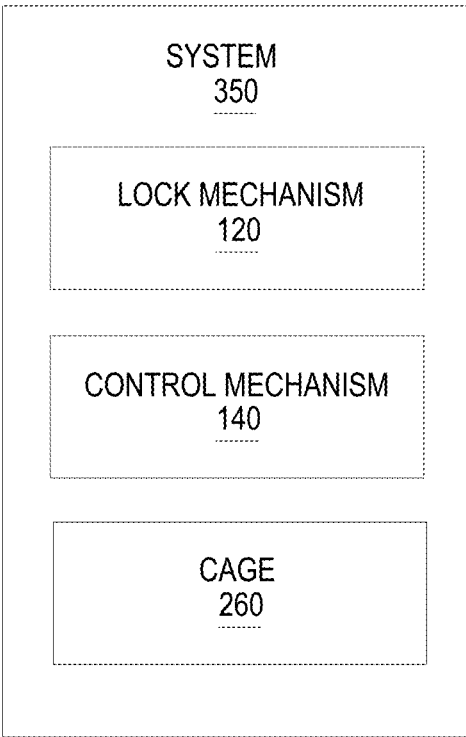 SYSTEM
350
LOCK MECHANISM
120
CONTROL MECHANISM
140
CAGE
260